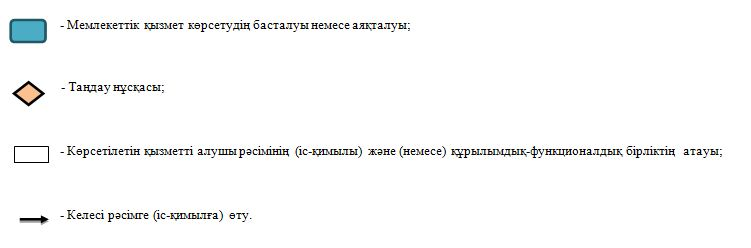 - Мемлекеттік қызмет көрсетудің басталуы немесе аяқталуы;
- Таңдау нұсқасы;
- Көрсетілетін қызметті алушы рәсімінің (іс-қимылы) және (немесе) құрылымдық-функционалдық бірліктің атауы;
- Келесі рәсімге (іс-қимылға) өту.